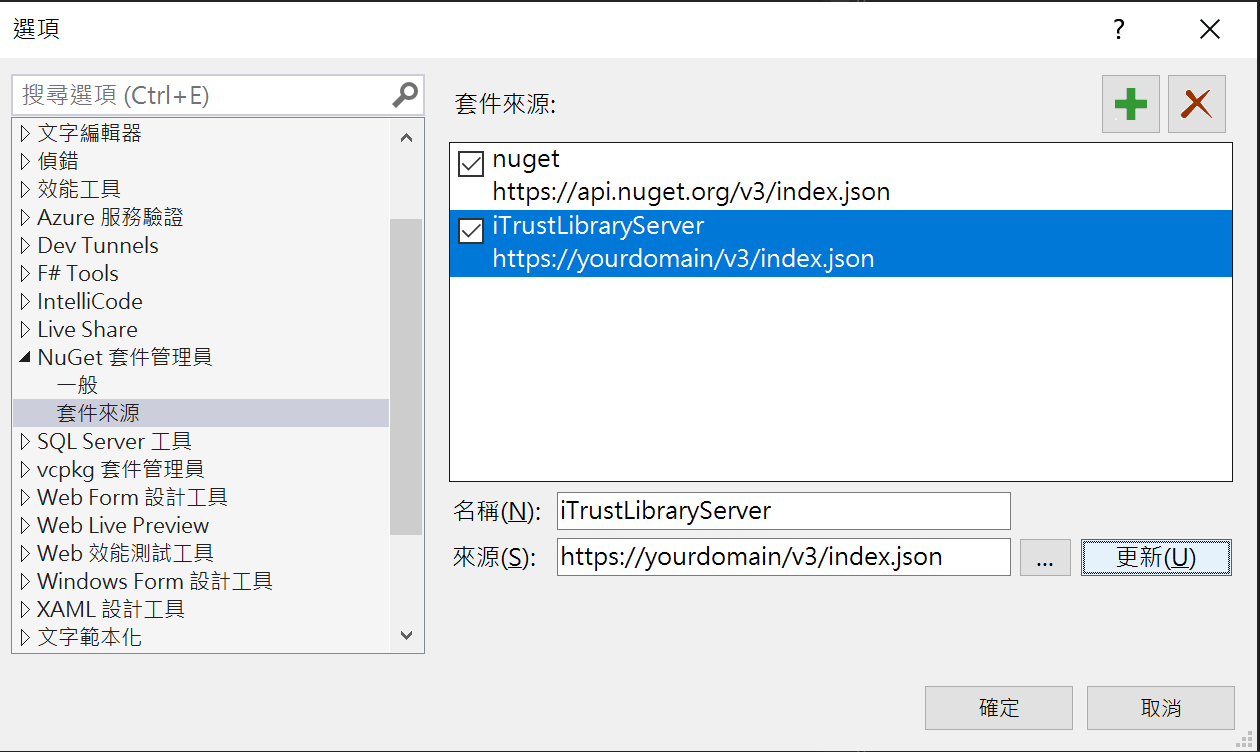 選項
?
搜尋選項 (Ctrl+E)
文字編輯器
偵錯
效能工具
Azure 服務驗證
Dev Tunnels
F# Tools
IntelliCode
Live Share
NuGet 套件管理員
一般
套件來源
SQL Server 工具
vcpkg 套件管理員
Web Form 設計工具
Web Live Preview
Web 效能測試工具
Windows Form 設計工具
XAML 設計工具
文字範本化
套件來源:
nuget
https://api.nuget.org/v3/index.json
iTrustLibraryServer
https://yourdomain/v3/index.json
名稱(N): iTrustLibraryServer
來源(S): https://yourdomain/v3/index.json ... 更新(U)
確定 取消